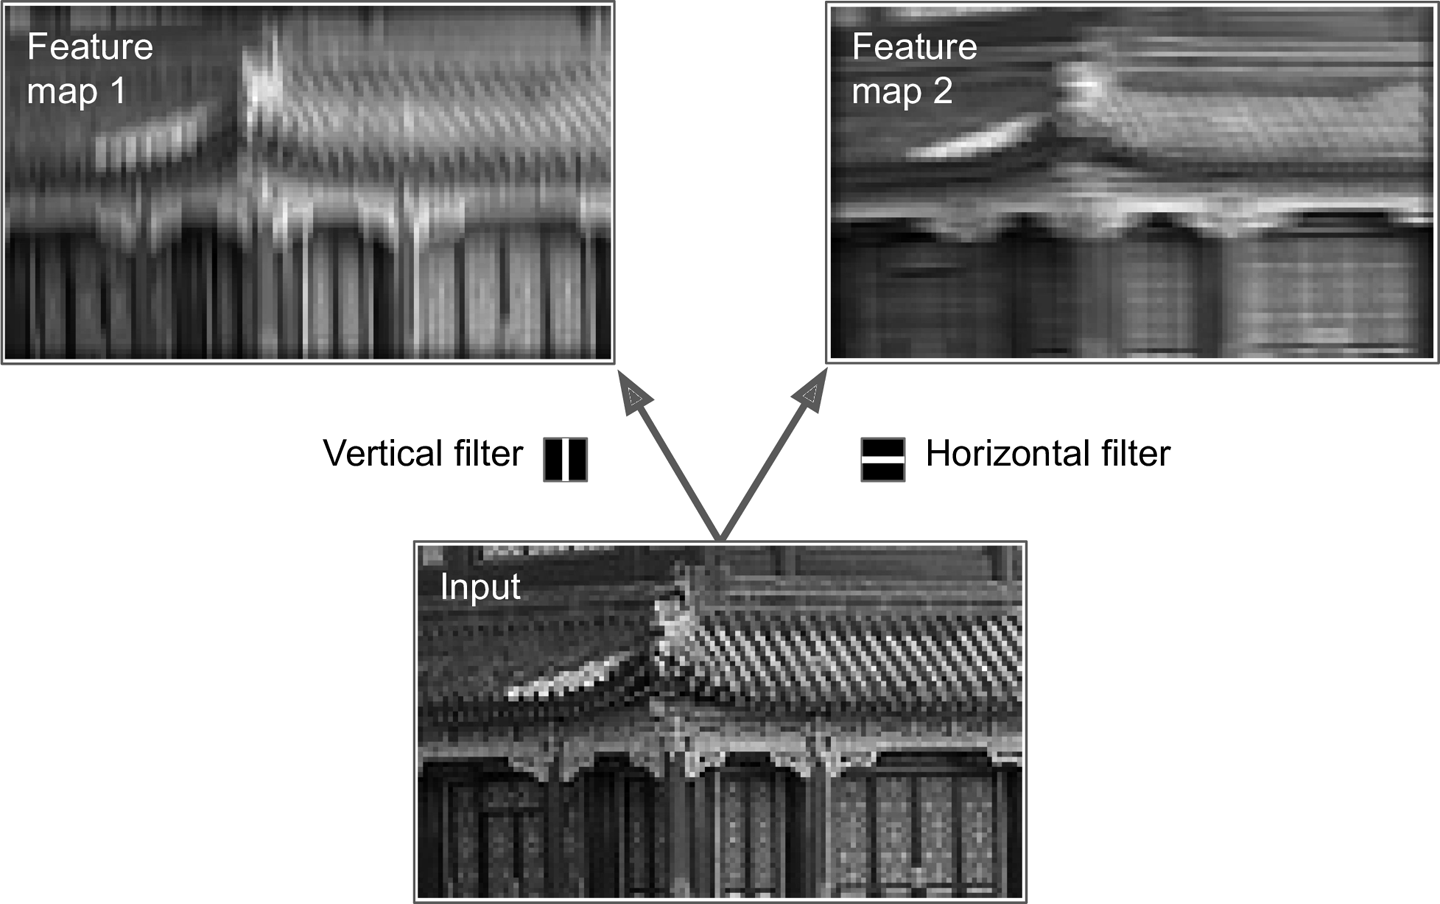 Feature
map 1
Feature
map 2
Vertical filter
Horizontal filter
Input